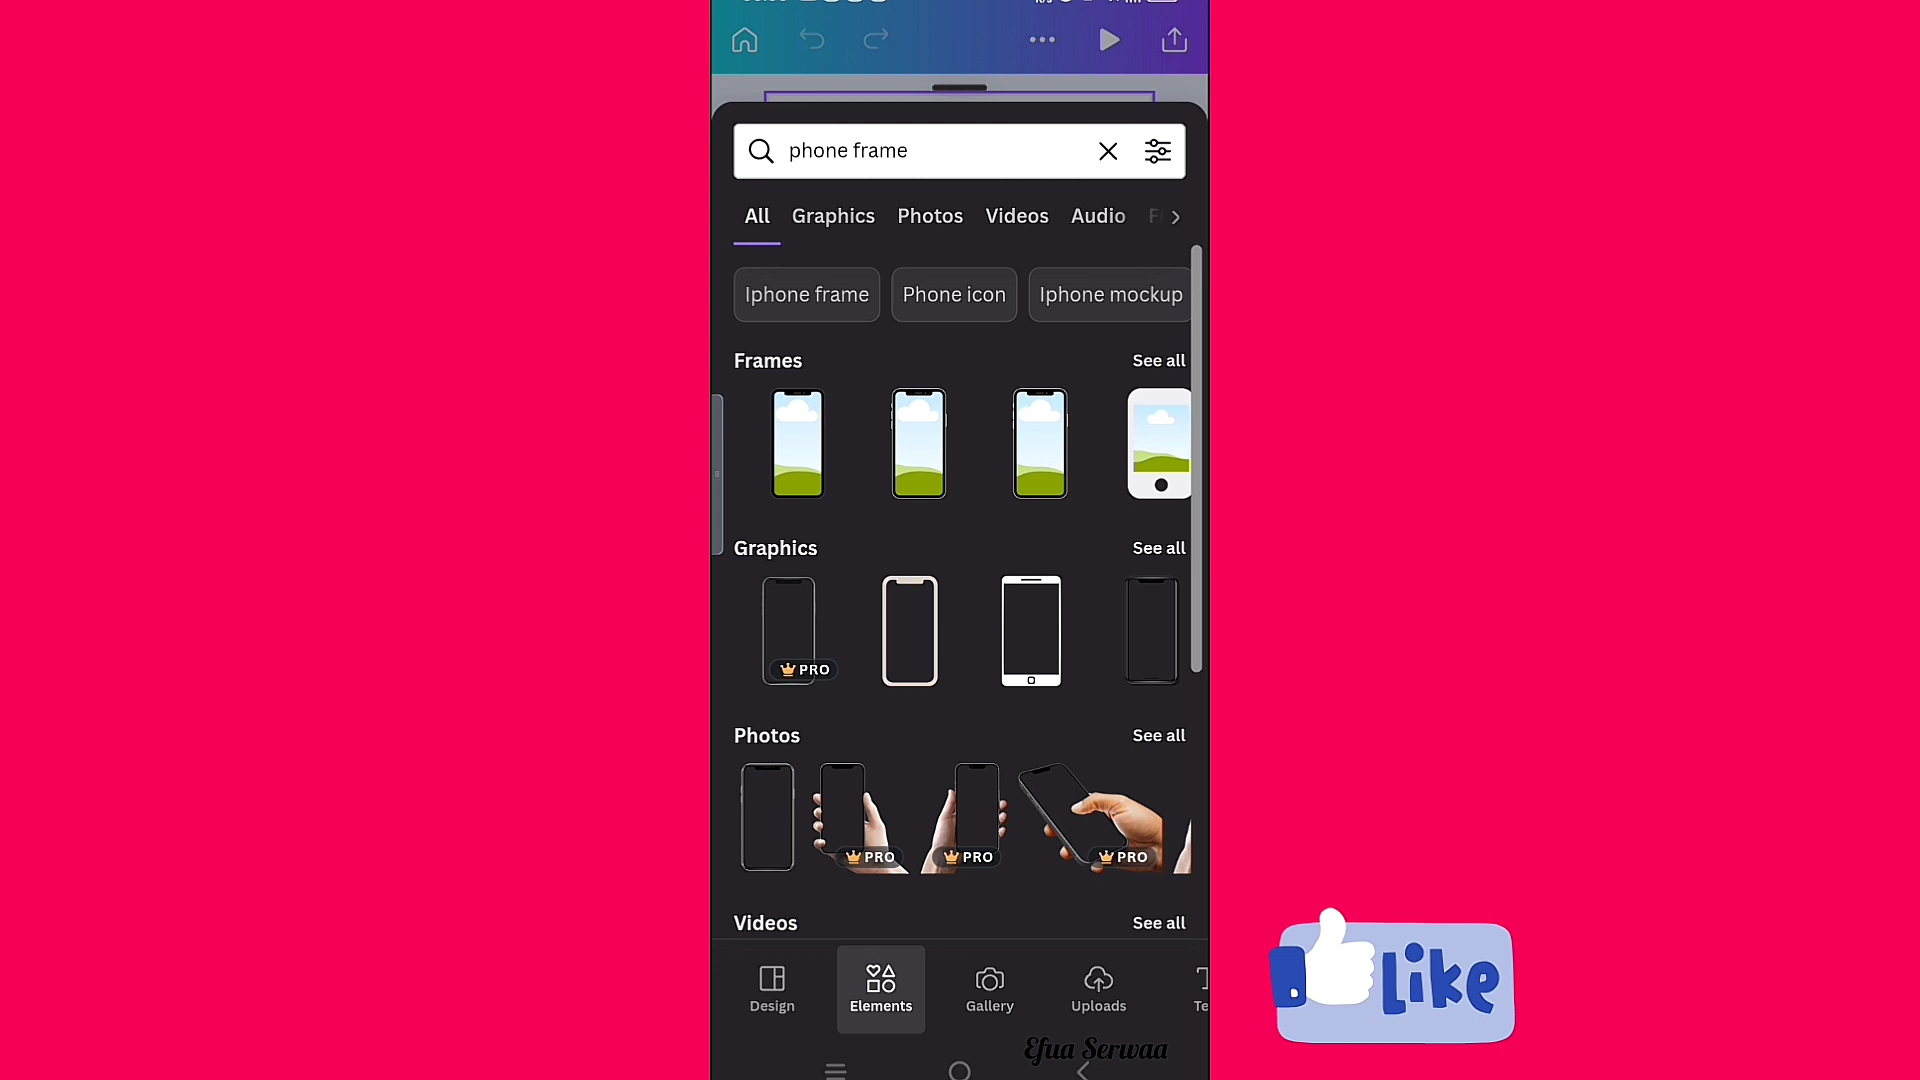 phone frame
All Graphics Photos Videos Audio
Iphone frame Phone icon Iphone mockup
Frames See all
Graphics See all
PRO
Photos See all
PRO PRO PRO
Videos See all
Design Elements Gallery Uploads Te
Like
Efua Serwaa